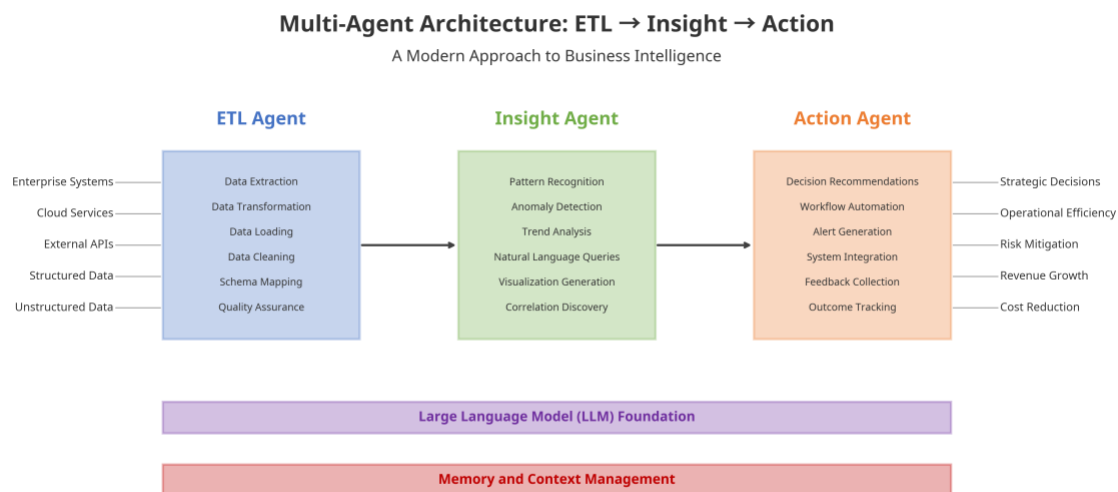 Multi-Agent Architecture: ETL → Insight → Action
A Modern Approach to Business Intelligence
ETL Agent
Insight Agent
Action Agent
Enterprise Systems
Cloud Services
External APIs
Structured Data
Unstructured Data
Data Extraction
Data Transformation
Data Loading
Data Cleaning
Schema Mapping
Quality Assurance
Pattern Recognition
Anomaly Detection
Trend Analysis
Natural Language Queries
Visualization Generation
Correlation Discovery
Decision Recommendations
Workflow Automation
Alert Generation
System Integration
Feedback Collection
Outcome Tracking
Strategic Decisions
Operational Efficiency
Risk Mitigation
Revenue Growth
Cost Reduction
Large Language Model (LLM) Foundation
Memory and Context Management